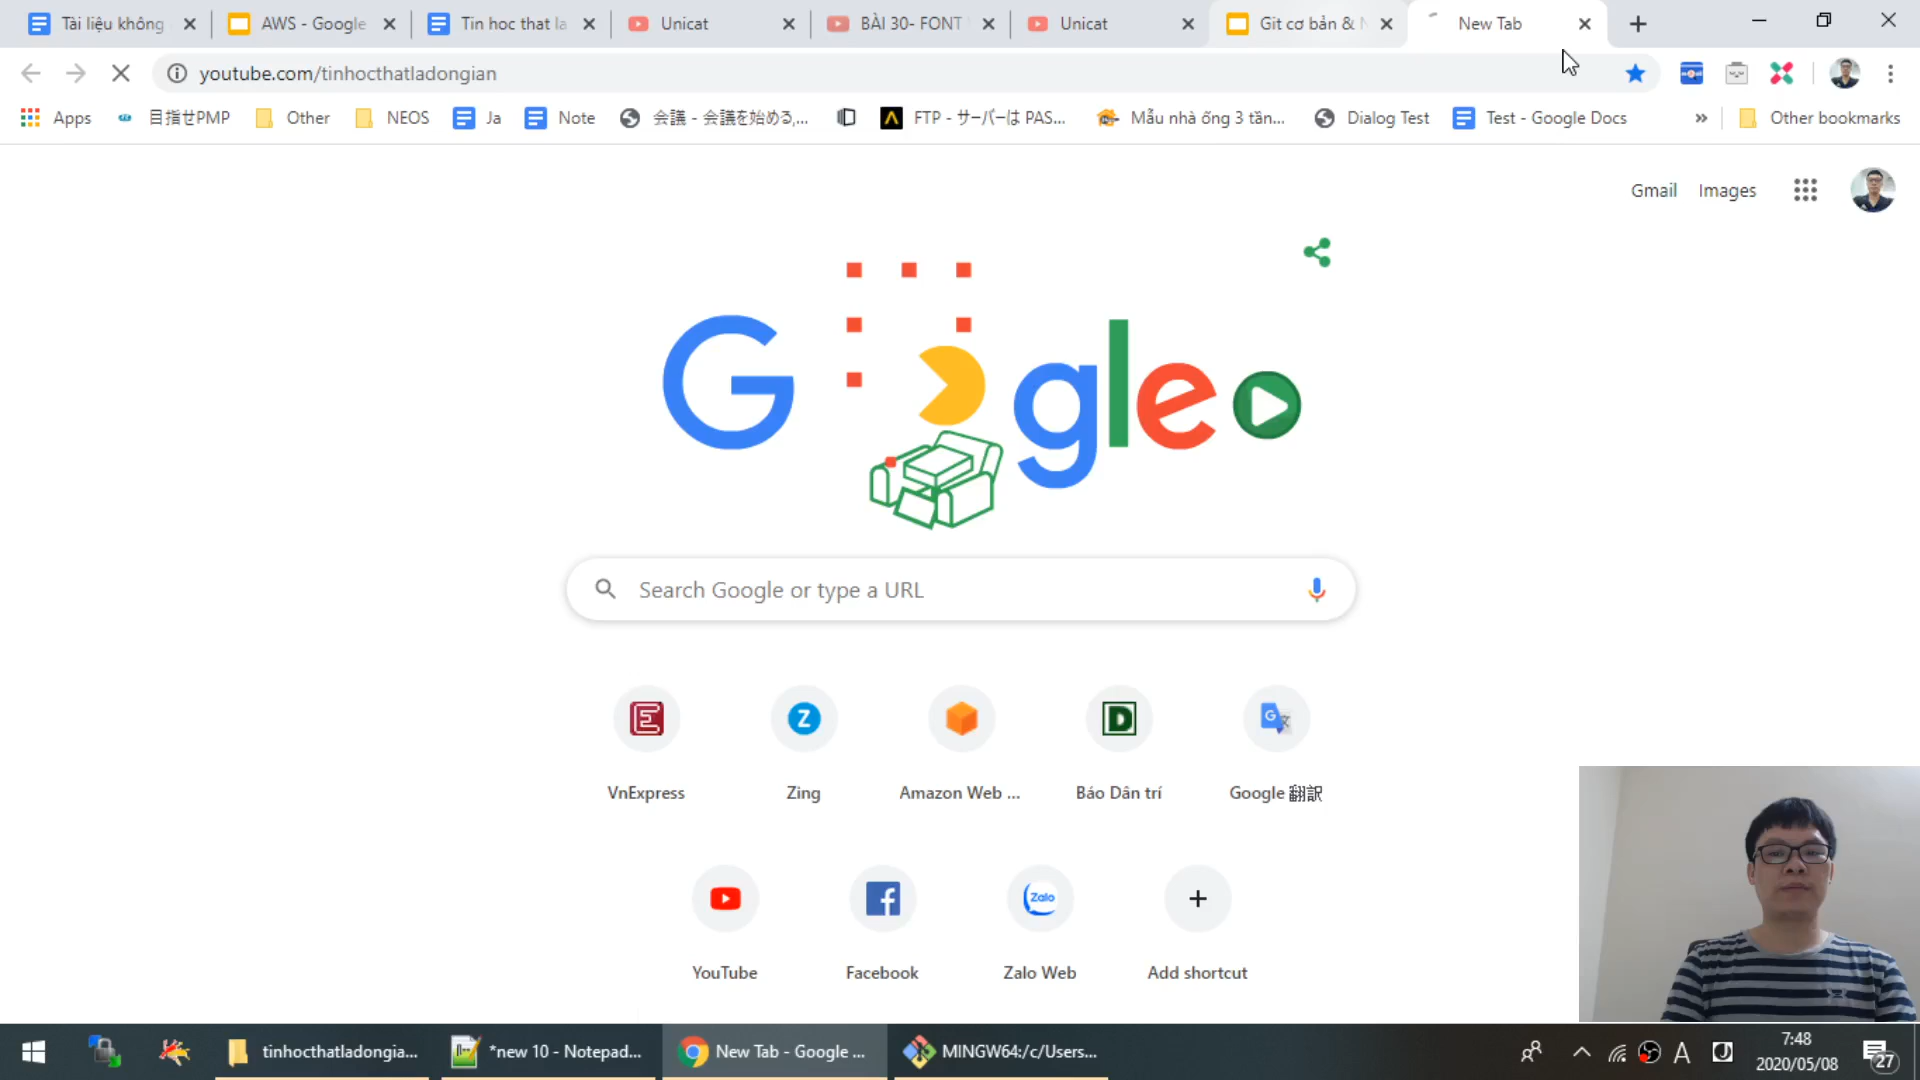 Tài liệu không
AWS - Google
Tin hoc that la
Unicat
BÀI 30- FONT
Unicat
Git cơ bản &
New Tab
youtube.com/tinhocthatladongian
Apps
目指せPMP
Other
NEOS
Ja
Note
会議 - 会議を始める,...
FTP - サーバーは PAS...
Mẫu nhà ống 3 tần...
Dialog Test
Test - Google Docs
»
Other bookmarks
Gmail
Images
Google
Search Google or type a URL
VnExpress
Zing
Amazon Web ...
Báo Dân trí
Google 翻訳
YouTube
Facebook
Zalo
Zalo Web
Add shortcut
tinhocthatladongia...
*new 10 - Notepad...
New Tab - Google ...
MINGW64:/c/Users...
A
7:48
2020/05/08
27